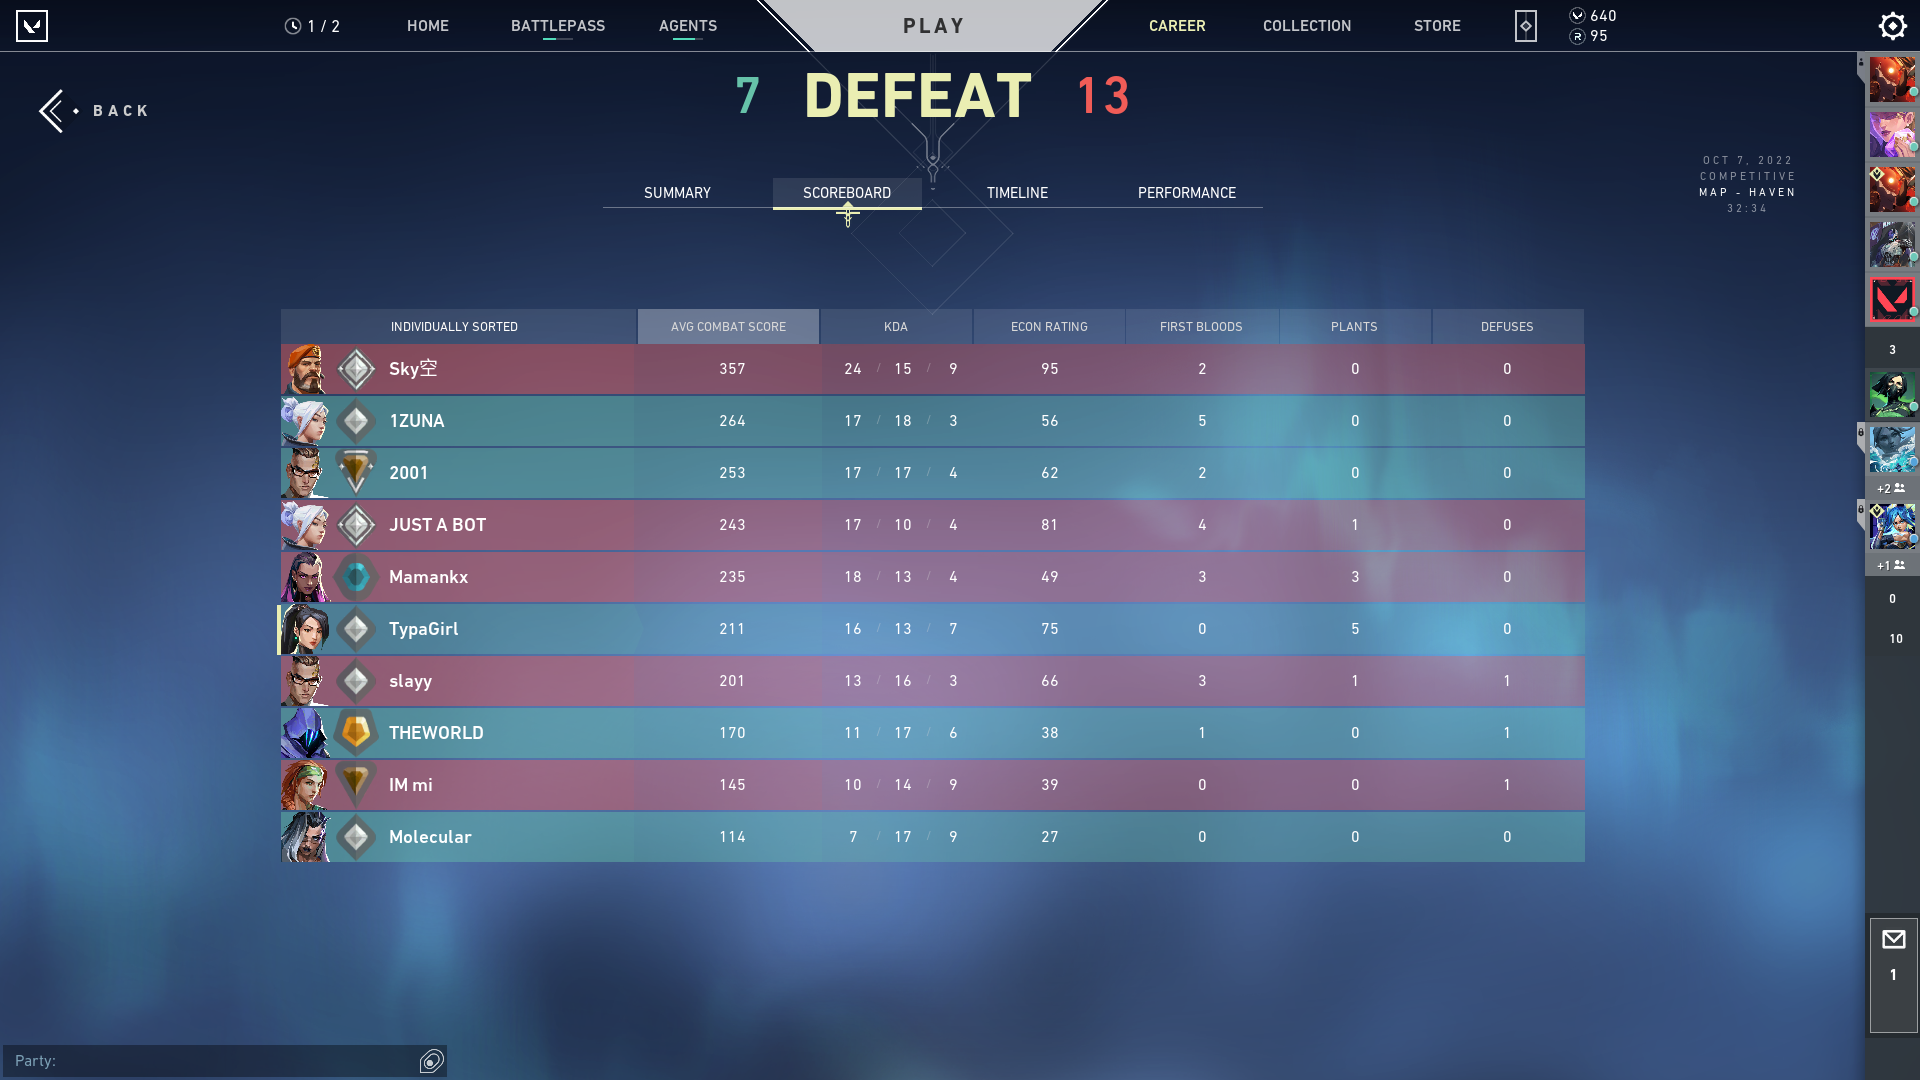 1 / 2 HOME BATTLEPASS AGENTS PLAY CAREER COLLECTION STORE 640
95
7 DEFEAT 13
BACK
OCT 7, 2022
COMPETITIVE
MAP - HAVEN
32:34
SUMMARY SCOREBOARD TIMELINE PERFORMANCE
INDIVIDUALLY SORTED AVG COMBAT SCORE KDA ECON RATING FIRST BLOODS PLANTS DEFUSES
Sky空 357 24 / 15 / 9 95 2 0 0
1ZUNA 264 17 / 18 / 3 56 5 0 0
2001 253 17 / 17 / 4 62 2 0 0
JUST A BOT 243 17 / 10 / 4 81 4 1 0
Mamankx 235 18 / 13 / 4 49 3 3 0
TypaGirl 211 16 / 13 / 7 75 0 5 0
slayy 201 13 / 16 / 3 66 3 1 1
THEWORLD 170 11 / 17 / 6 38 1 0 1
IM mi 145 10 / 14 / 9 39 0 0 1
Molecular 114 7 / 17 / 9 27 0 0 0
3
+2
+1
0
10
1
Party: